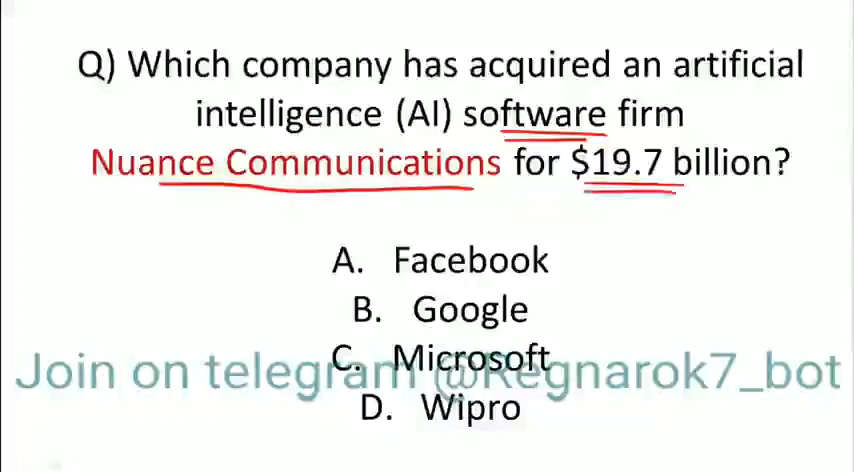 Q) Which company has acquired an artificial
intelligence (AI) software firm
Nuance Communications for $19.7 billion?
A. Facebook
B. Google
C. Microsoft
Join on telegram @Regnarok7_bot
D. Wipro